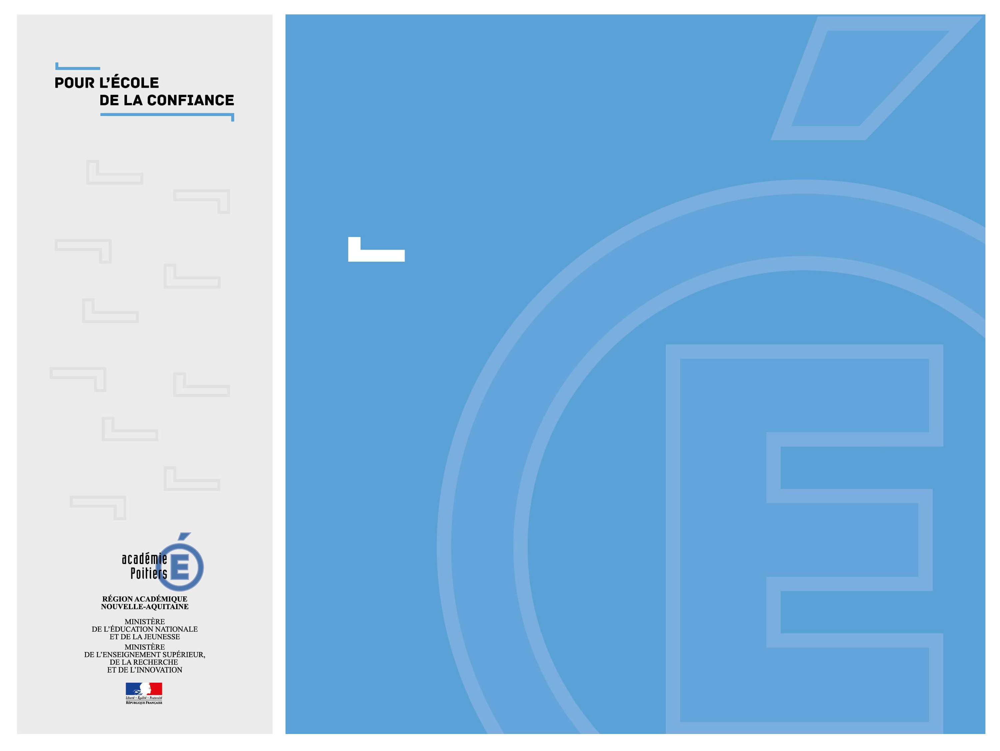 POUR L'ÉCOLE
DE LA CONFIANCE
académie
Poitiers
É
RÉGION ACADÉMIQUE
NOUVELLE-AQUITAINE
MINISTÈRE
DE L'ÉDUCATION NATIONALE
ET DE LA JEUNESSE
MINISTÈRE
DE L'ENSEIGNEMENT SUPÉRIEUR,
DE LA RECHERCHE
ET DE L'INNOVATION
Liberté • Égalité • Fraternité
RÉPUBLIQUE FRANÇAISE
É